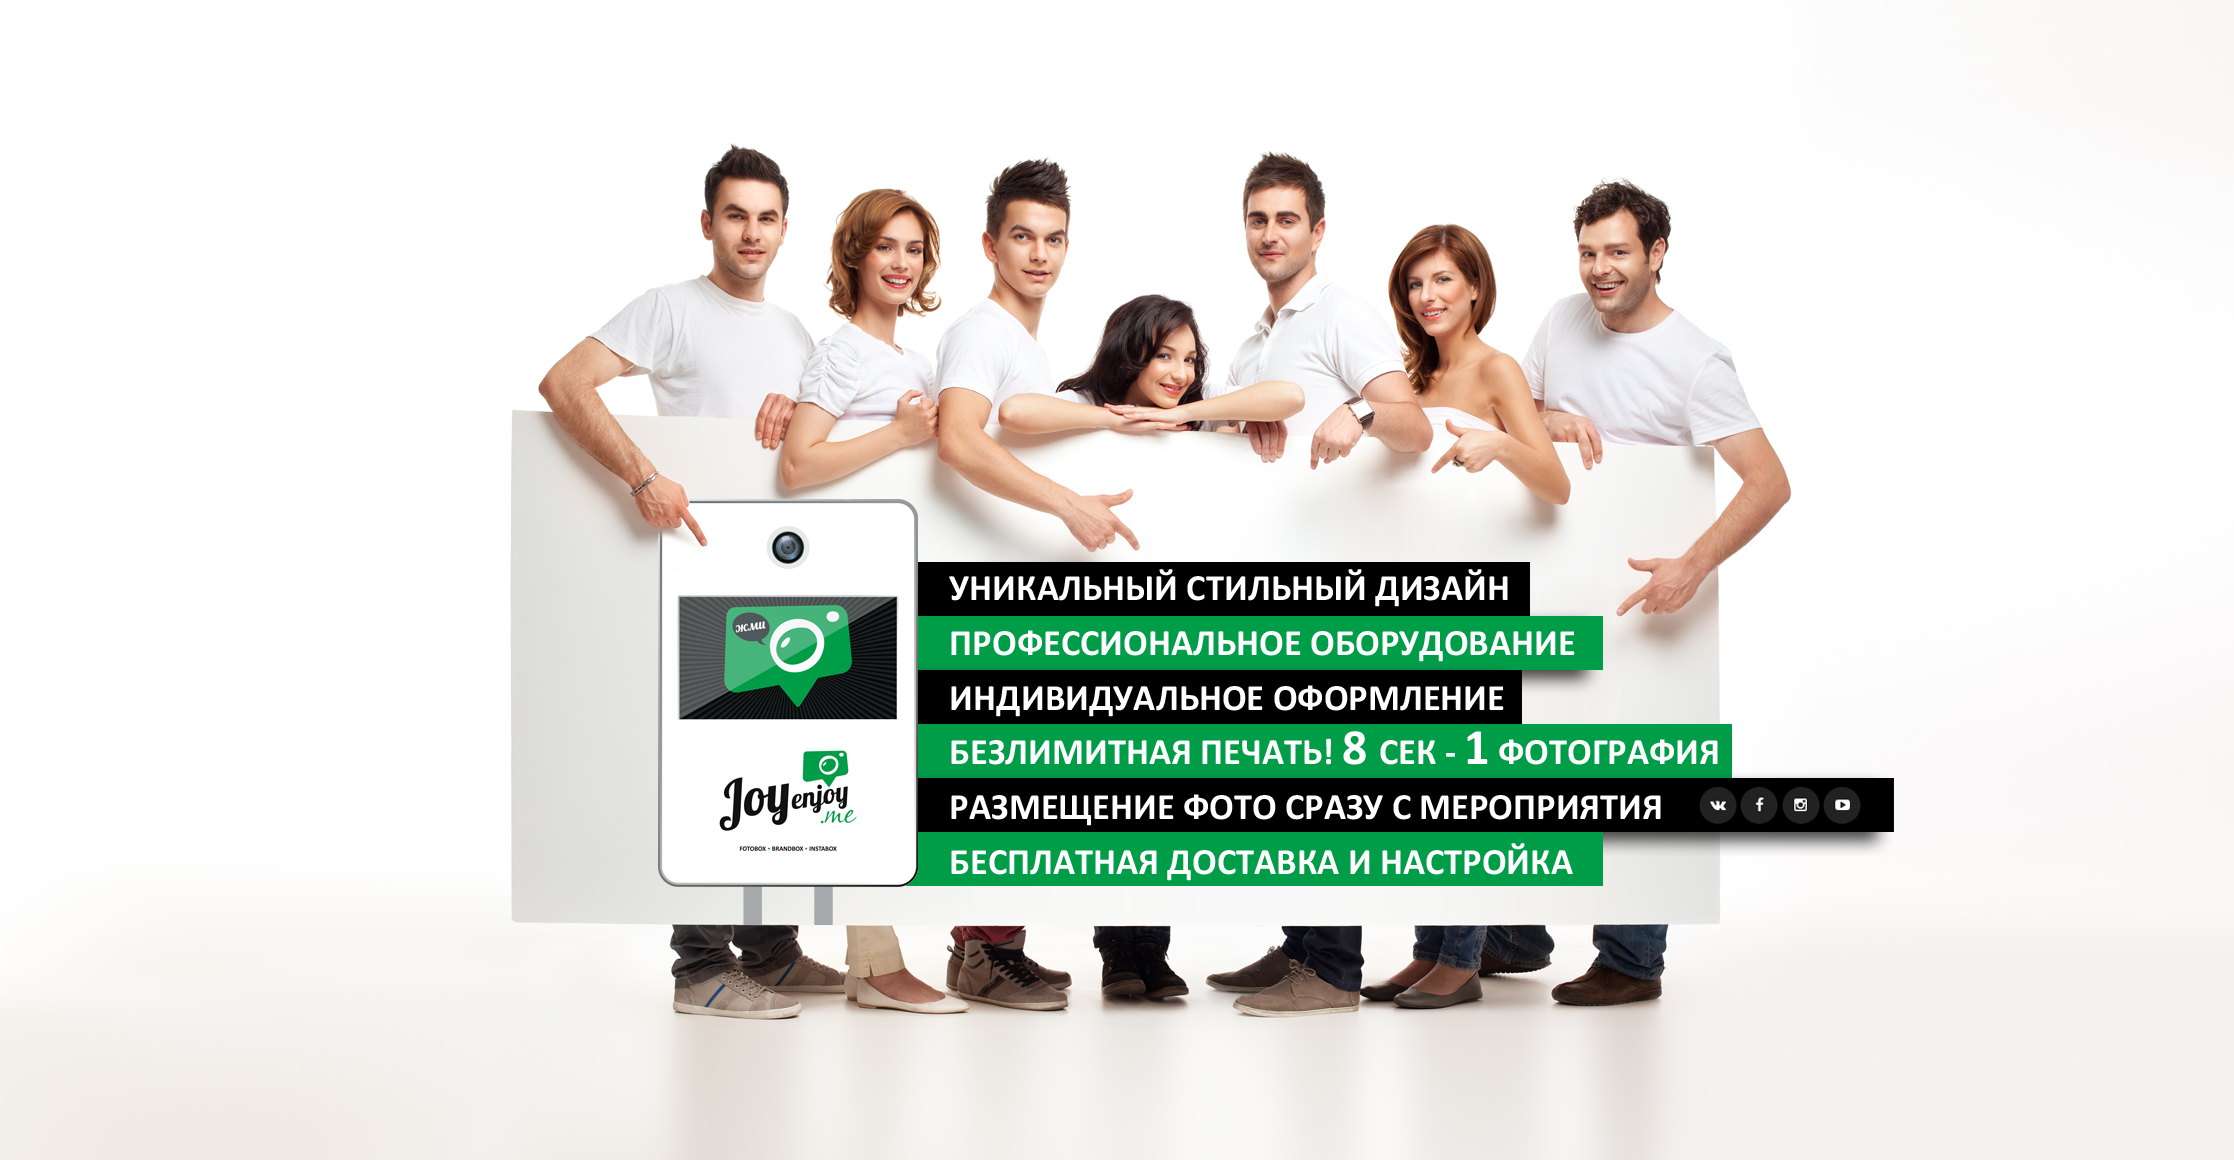 УНИКАЛЬНЫЙ СТИЛЬНЫЙ ДИЗАЙН
ПРОФЕССИОНАЛЬНОЕ ОБОРУДОВАНИЕ
жми
ИНДИВИДУАЛЬНОЕ ОФОРМЛЕНИЕ
БЕЗЛИМИТНАЯ ПЕЧАТЬ! 8 СЕК - 1 ФОТОГРАФИЯ
РАЗМЕЩЕНИЕ ФОТО СРАЗУ С МЕРОПРИЯТИЯ
БЕСПЛАТНАЯ ДОСТАВКА И НАСТРОЙКА
Joy enjoy
.me
FOTOBOX • BRANDBOX • INSTABOX